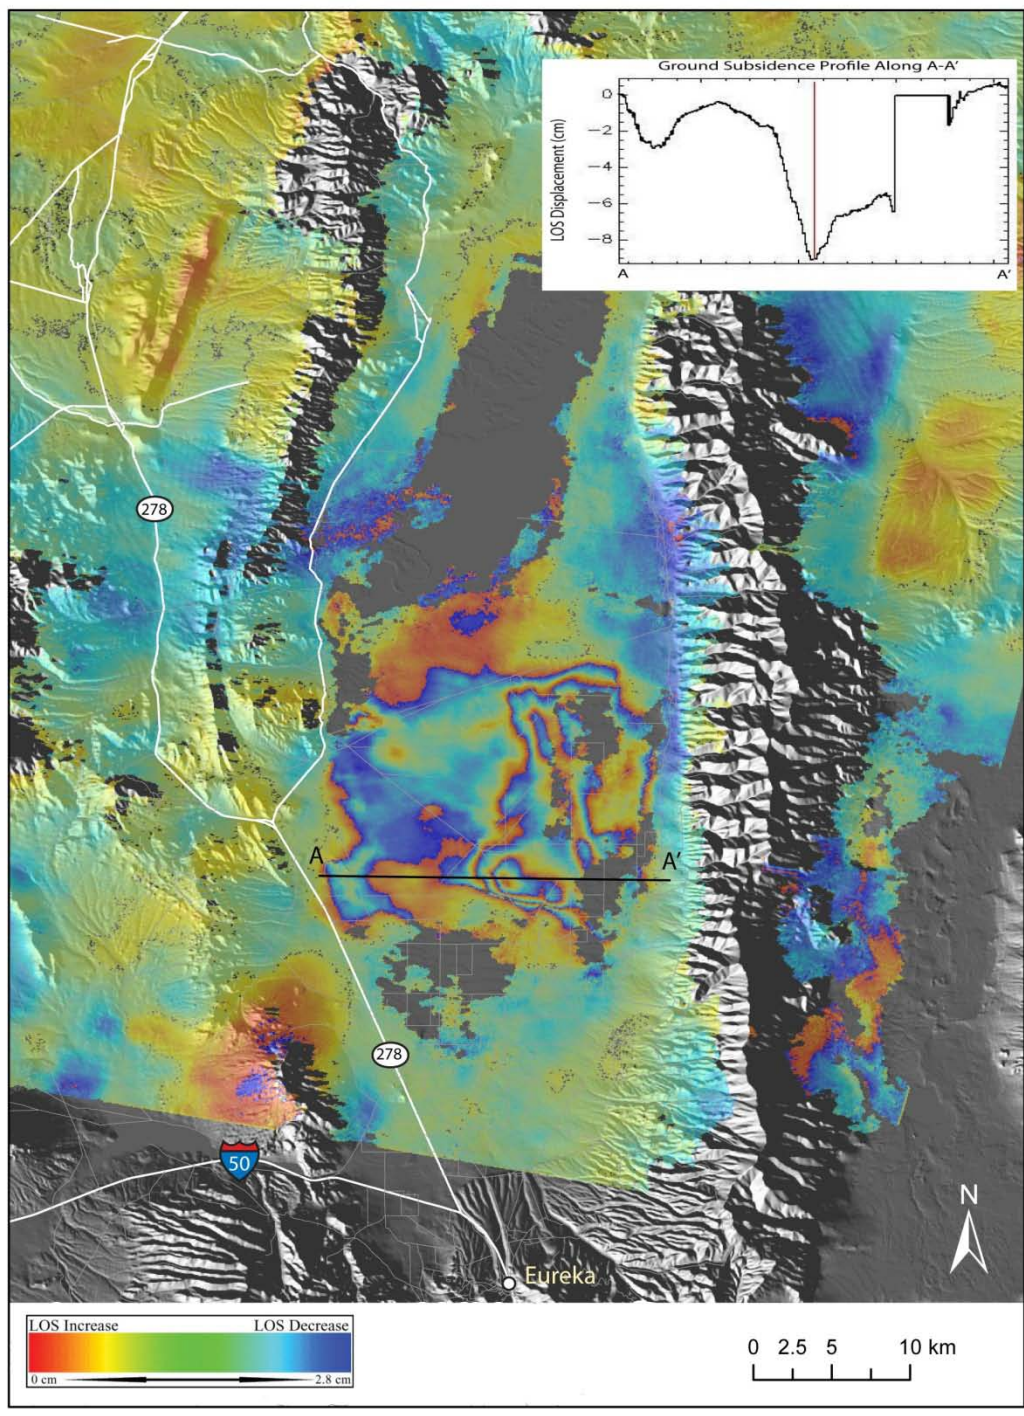 Ground Subsidence Profile Along A-A'
LOS Displacement (cm)
0
−2
−4
−6
−8
A
A'
278
A
A'
278
50
Eureka
N
LOS Increase LOS Decrease
0 cm 2.8 cm
0 2.5 5 10 km